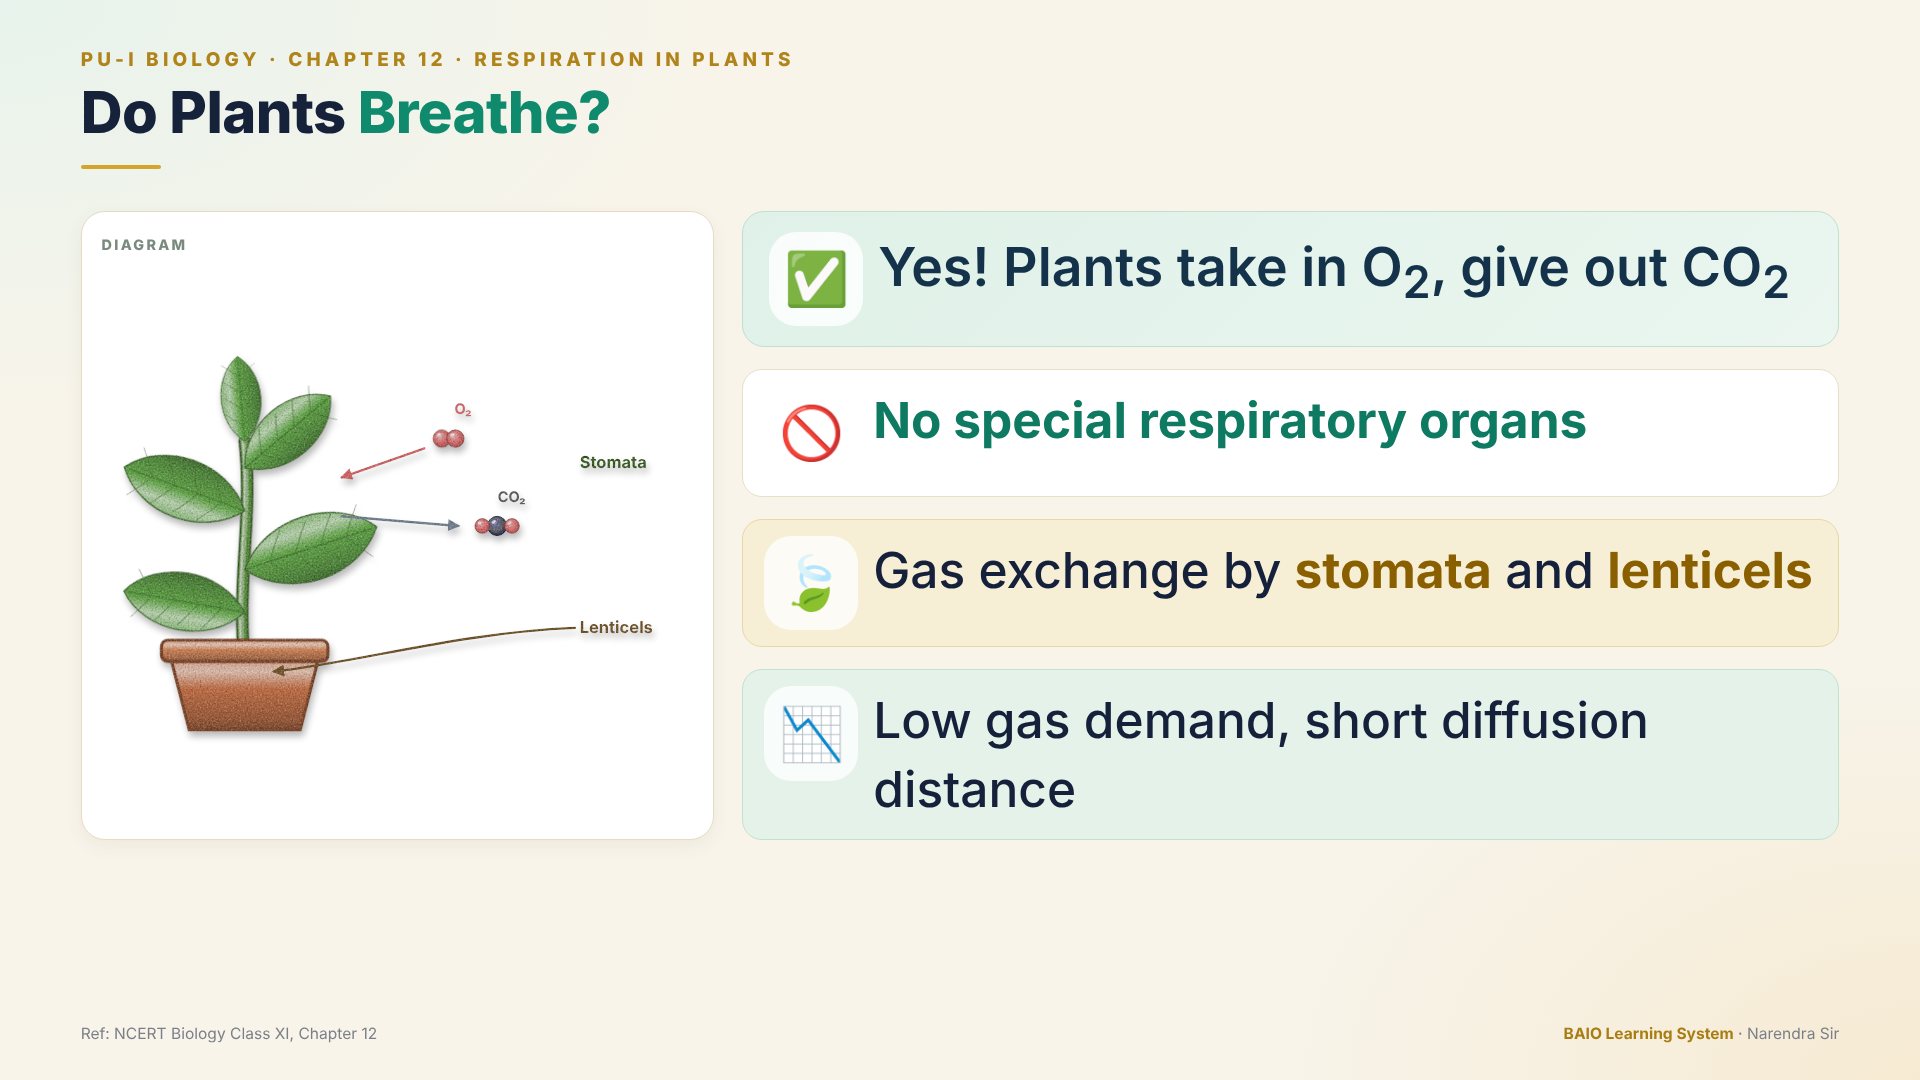 PU-I BIOLOGY · CHAPTER 12 · RESPIRATION IN PLANTS
Do Plants Breathe?
DIAGRAM
O₂
Stomata
CO₂
Lenticels
Yes! Plants take in O₂, give out CO₂
No special respiratory organs
Gas exchange by stomata and lenticels
Low gas demand, short diffusion
distance
Ref: NCERT Biology Class XI, Chapter 12
BAIO Learning System · Narendra Sir